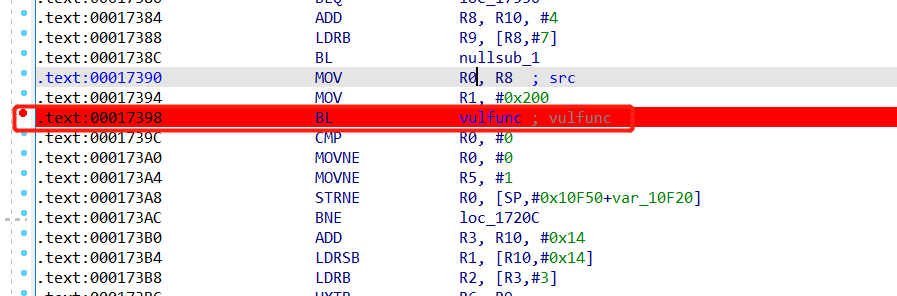 .text:00017384 ADD R8, R10, #4
.text:00017388 LDRB R9, [R8,#7]
.text:0001738C BL nullsub_1
.text:00017390 MOV R0, R8 ; src
.text:00017394 MOV R1, #0x200
.text:00017398 BL vulfunc ; vulfunc
.text:0001739C CMP R0, #0
.text:000173A0 MOVNE R0, #0
.text:000173A4 MOVNE R5, #1
.text:000173A8 STRNE R0, [SP,#0x10F50+var_10F20]
.text:000173AC BNE loc_1720C
.text:000173B0 ADD R3, R10, #0x14
.text:000173B4 LDRSB R1, [R10,#0x14]
.text:000173B8 LDRB R2, [R3,#3]